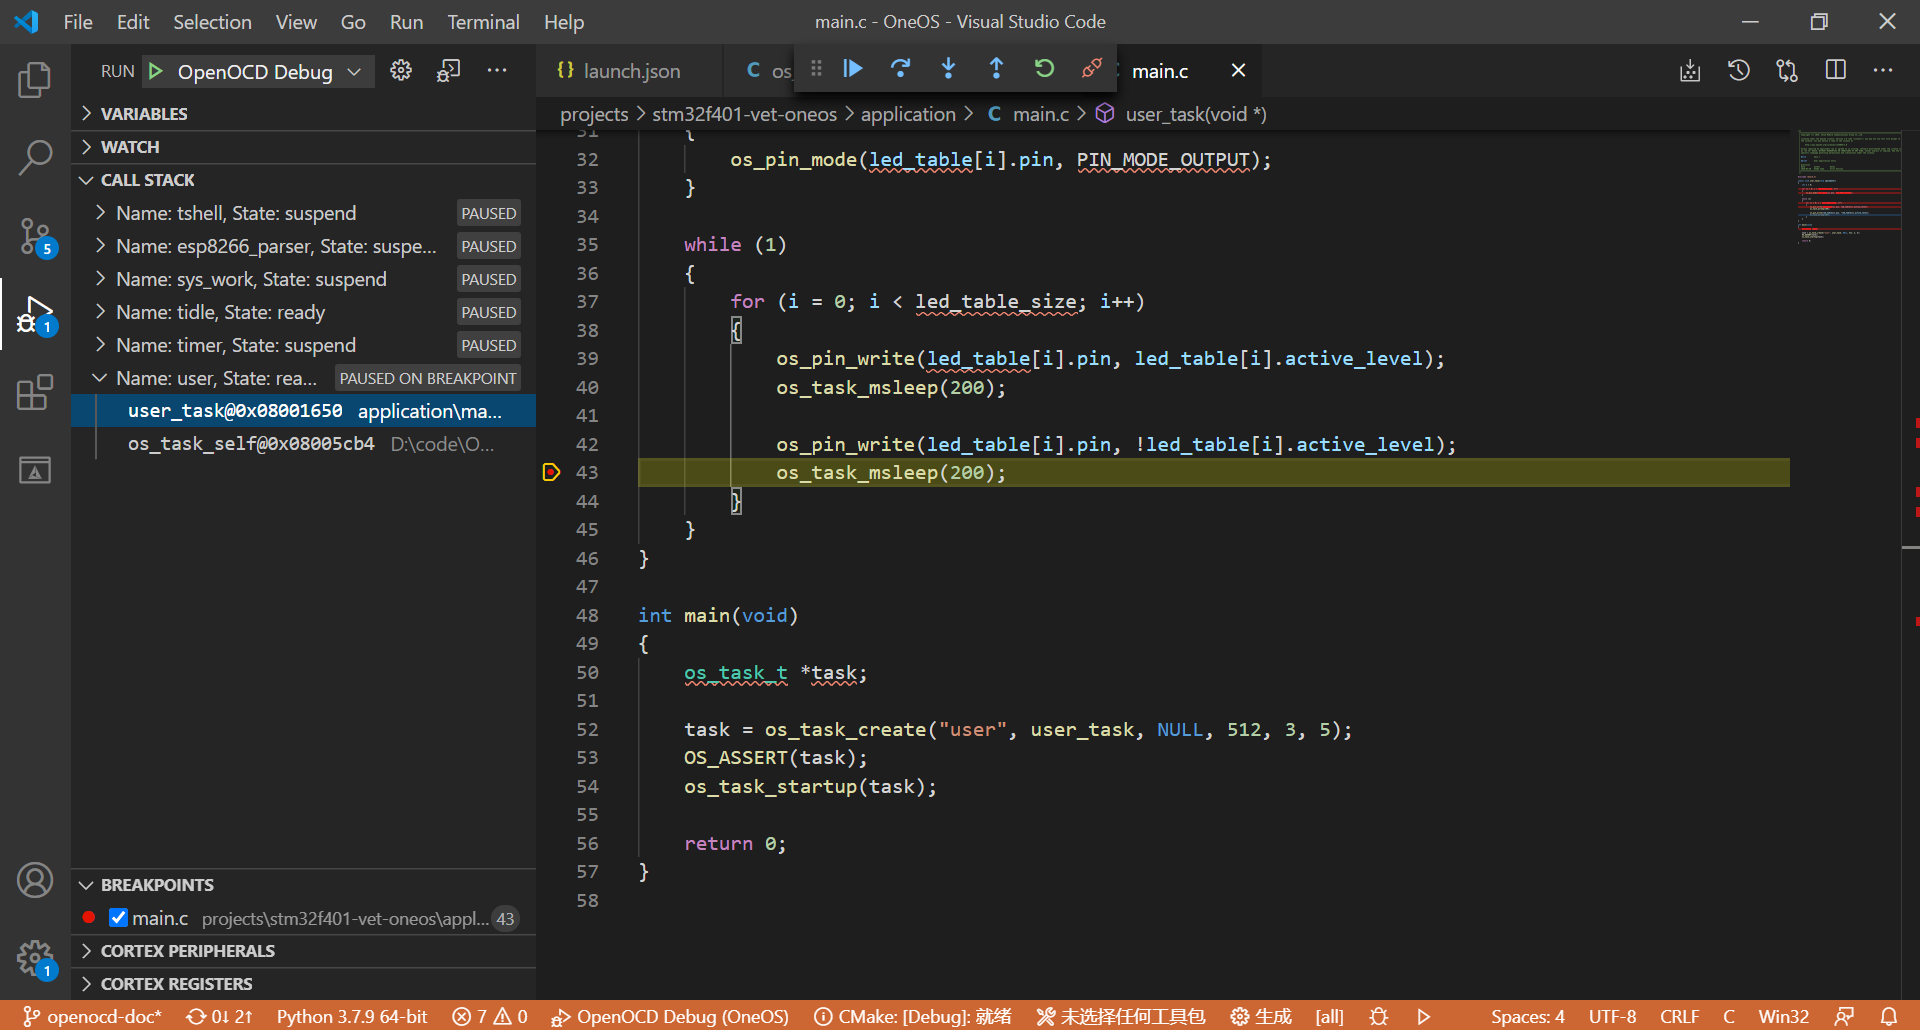 File Edit Selection View Go Run Terminal Help
main.c - OneOS - Visual Studio Code
RUN OpenOCD Debug
{} launch.json
C
main.c
VARIABLES
WATCH
CALL STACK
Name: tshell, State: suspend PAUSED
Name: esp8266_parser, State: suspe... PAUSED
Name: sys_work, State: suspend PAUSED
Name: tidle, State: ready PAUSED
Name: timer, State: suspend PAUSED
Name: user, State: rea... PAUSED ON BREAKPOINT
user_task@0x08001650 application\ma...
os_task_self@0x08005cb4 D:\code\O...
5
1
BREAKPOINTS
main.c projects\stm32f401-vet-oneos\appl... 43
CORTEX PERIPHERALS
CORTEX REGISTERS
1
projects > stm32f401-vet-oneos > application > C main.c > user_task(void *)
31 {
32 os_pin_mode(led_table[i].pin, PIN_MODE_OUTPUT);
33 }
34
35 while (1)
36 {
37 for (i = 0; i < led_table_size; i++)
38 {
39 os_pin_write(led_table[i].pin, led_table[i].active_level);
40 os_task_msleep(200);
41
42 os_pin_write(led_table[i].pin, !led_table[i].active_level);
43 os_task_msleep(200);
44 }
45 }
46 }
47
48 int main(void)
49 {
50 os_task_t *task;
51
52 task = os_task_create("user", user_task, NULL, 512, 3, 5);
53 OS_ASSERT(task);
54 os_task_startup(task);
55
56 return 0;
57 }
58
openocd-doc* 0↓ 2↑ Python 3.7.9 64-bit 7 0 OpenOCD Debug (OneOS) CMake: [Debug]: 就绪 未选择任何工具包 生成 [all] Spaces: 4 UTF-8 CRLF C Win32